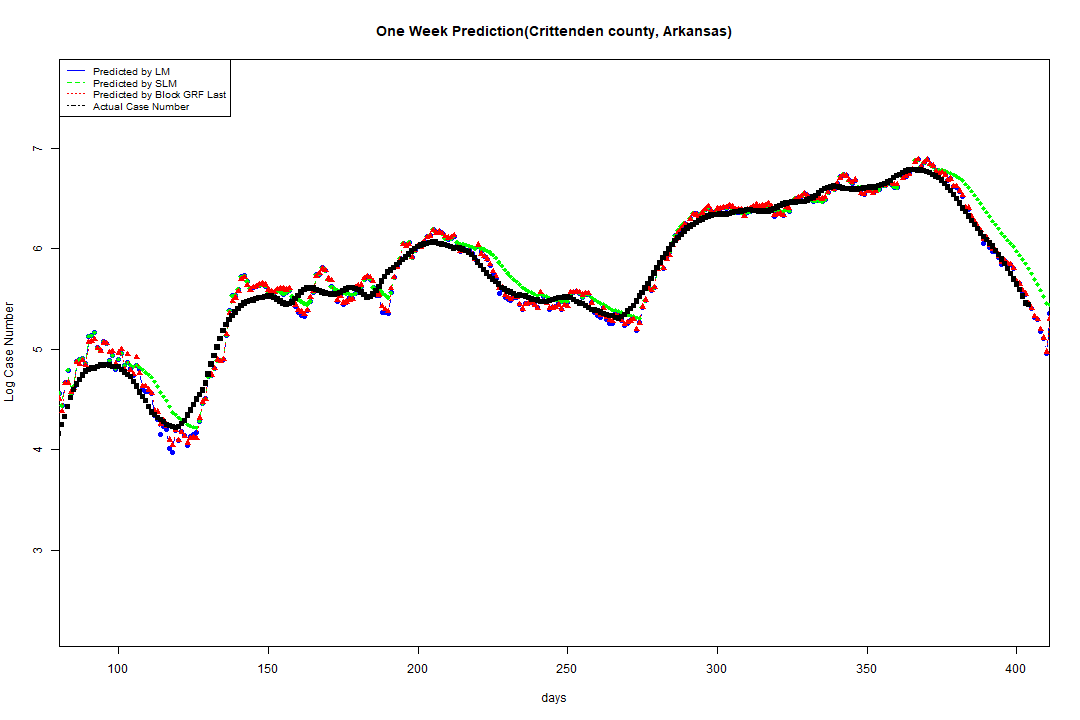 One Week Prediction(Crittenden county, Arkansas)
Predicted by LM
Predicted by SLM
Predicted by Block GRF Last
Actual Case Number
Log Case Number
7
6
5
4
3
100 150 200 250 300 350 400
days